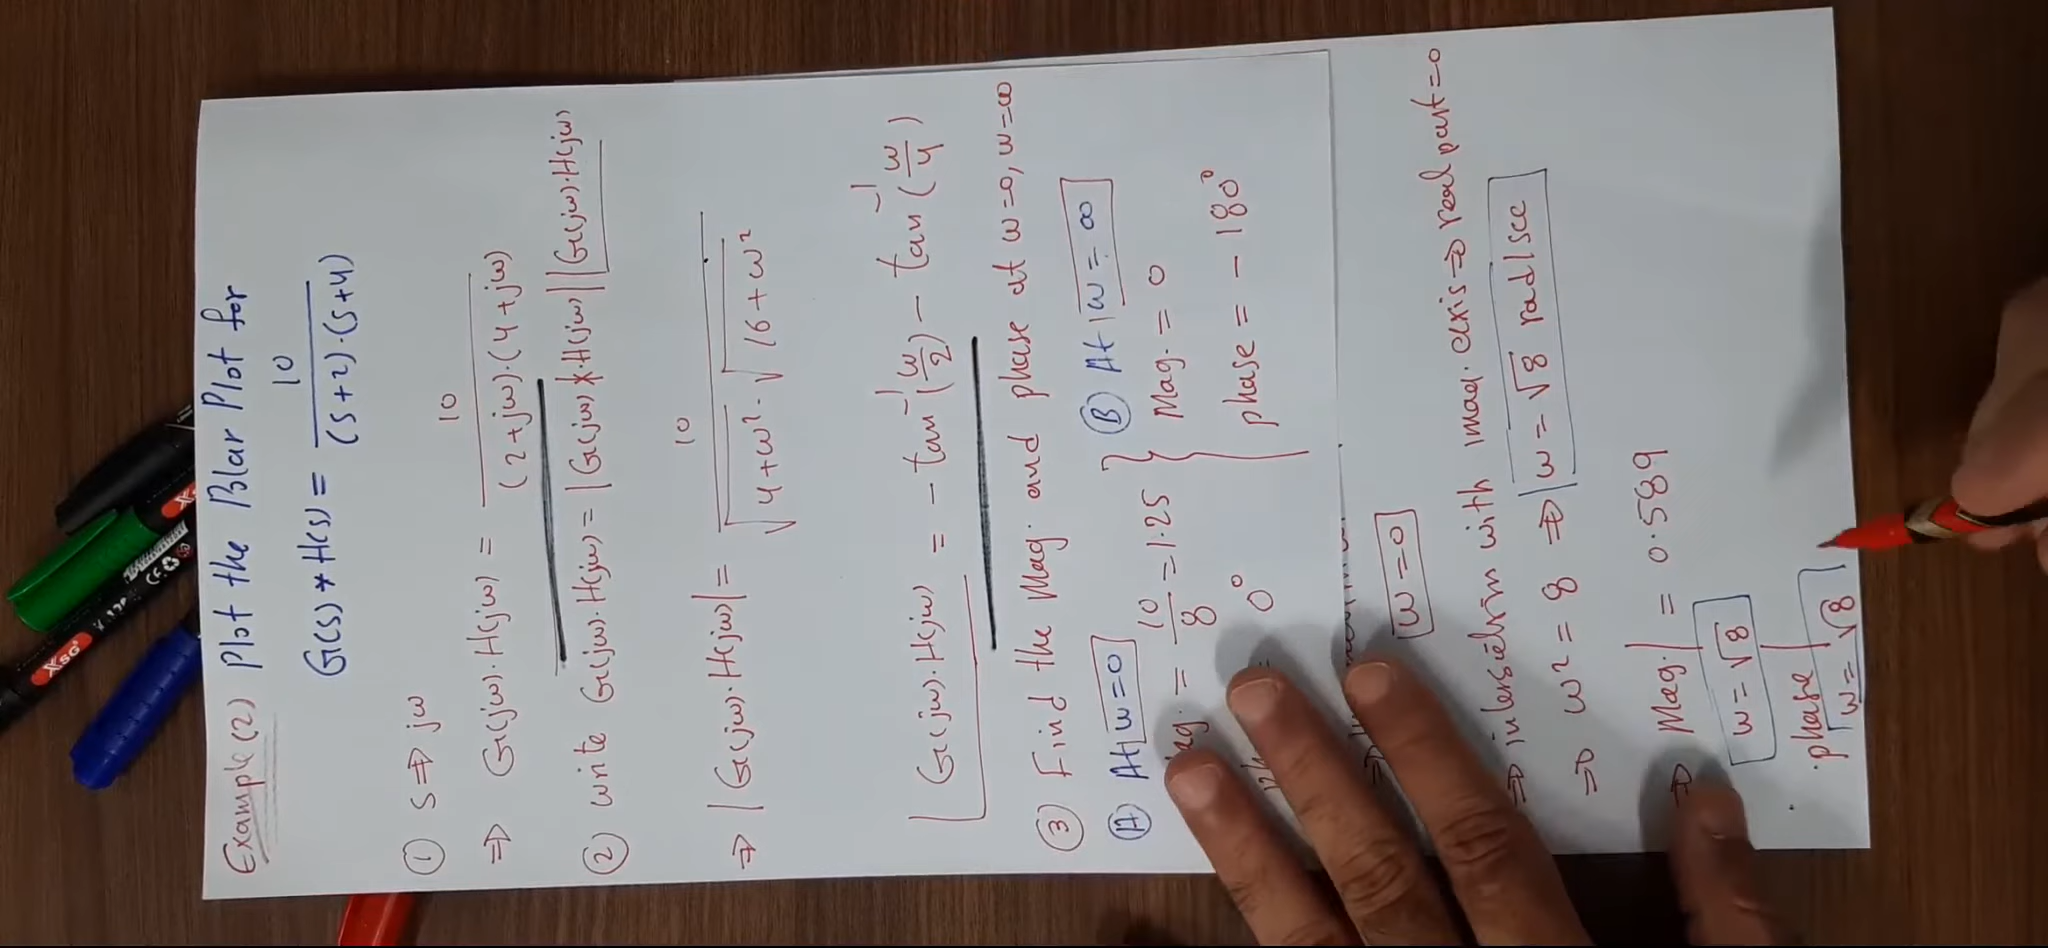 Example (2) Plot the Blar Plot for
G(s) * H(s) = 10 / (s+2).(s+4)
① s ⇒ jω
⇒ G(jω).H(jω) = 10 / (2+jω).(4+jω)
② write G(jω).H(jω) = |G(jω).H(jω)| |G(jω).H(jω)
⇒ |G(jω).H(jω)| = 10 / √4+ω² . √16+ω²
G(jω).H(jω) = - tan⁻¹(ω/2) - tan⁻¹(ω/4)
③ Find the Mag. and phase at ω=0, ω=∞
Ⓐ At ω=0
= 10/8 = 1.25
0°
Ⓑ At ω=∞
Mag. = 0
phase = -180°
ω=0
⇒ intersection with imag. axis ⇒ real part=0
⇒ ω² = 8 ⇒ ω = √8 rad/sec
⇒ Mag.| ω=√8 = 0.589
phase| ω=√8
XSG